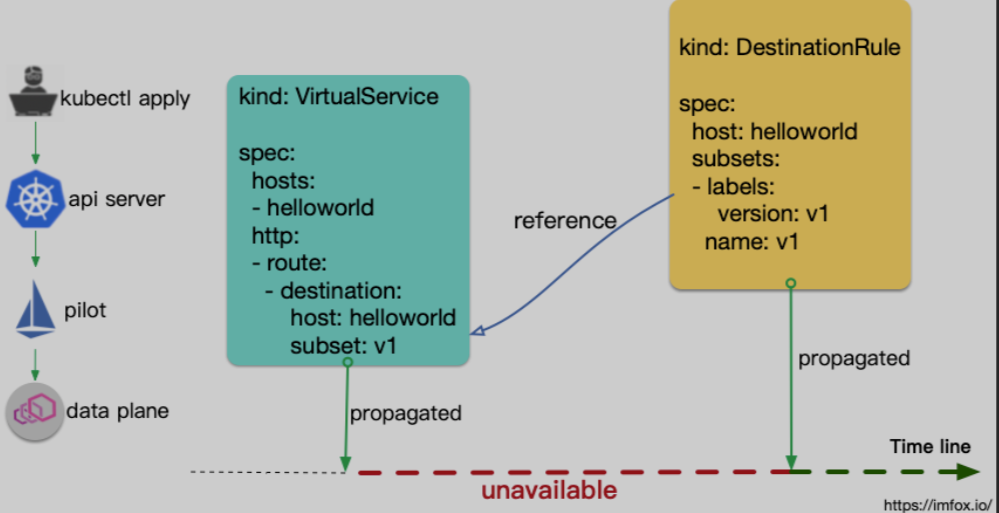 kubectl apply
api server
pilot
data plane
kind: VirtualService
spec:
hosts:
- helloworld
http:
- route:
- destination:
host: helloworld
subset: v1
propagated
reference
kind: DestinationRule
spec:
host: helloworld
subsets:
- labels:
version: v1
name: v1
propagated
Time line
unavailable
https://imfox.io/